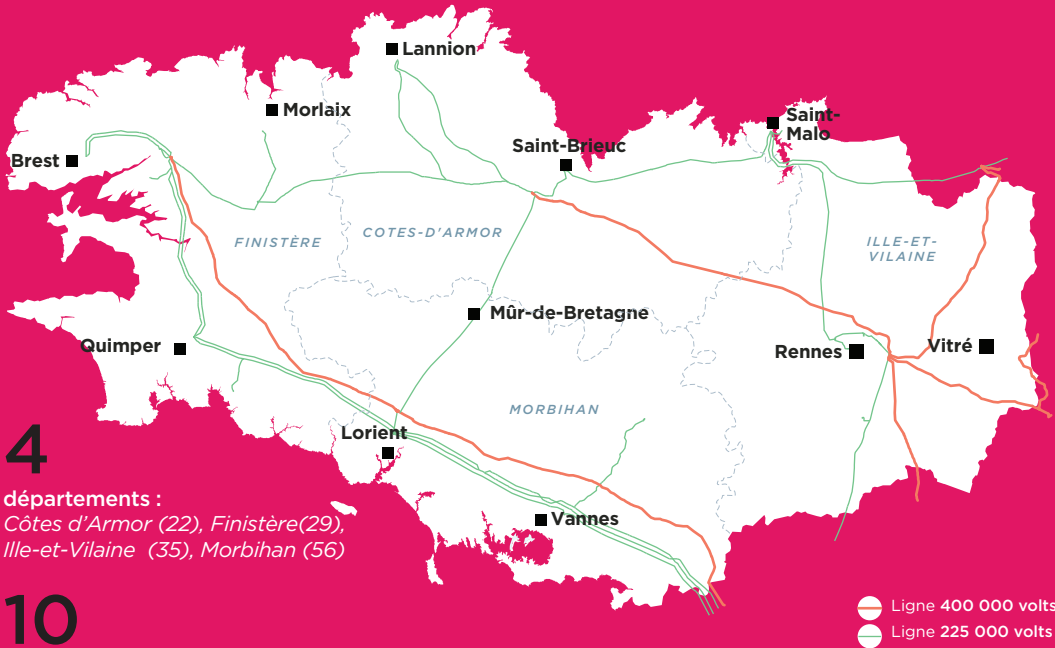 Lannion
Morlaix
Saint-
Malo
Saint-Brieuc
Brest
FINISTÈRE
COTES-D'ARMOR
ILLE-ET-
VILAINE
Mûr-de-Bretagne
Quimper
Rennes
Vitré
MORBIHAN
Lorient
Vannes
4
départements :
Côtes d'Armor (22), Finistère(29),
Ille-et-Vilaine (35), Morbihan (56)
10
Ligne 400 000 volts
Ligne 225 000 volts